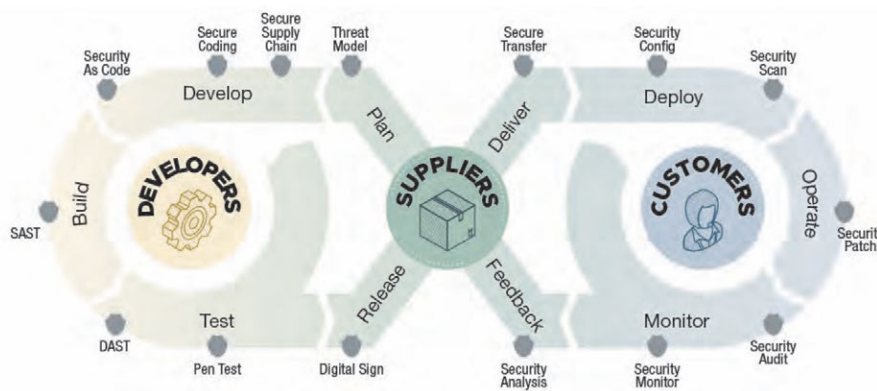 Security
As Code
Secure
Coding
Secure
Supply
Chain
Threat
Model
Secure
Transfer
Security
Config
Security
Scan
Develop
Plan
Deliver
Deploy
Build
DEVELOPERS
SUPPLIERS
CUSTOMERS
Operate
SAST
Security
Patch
Test
Release
Feedback
Monitor
DAST
Pen Test
Digital Sign
Security
Analysis
Security
Monitor
Security
Audit